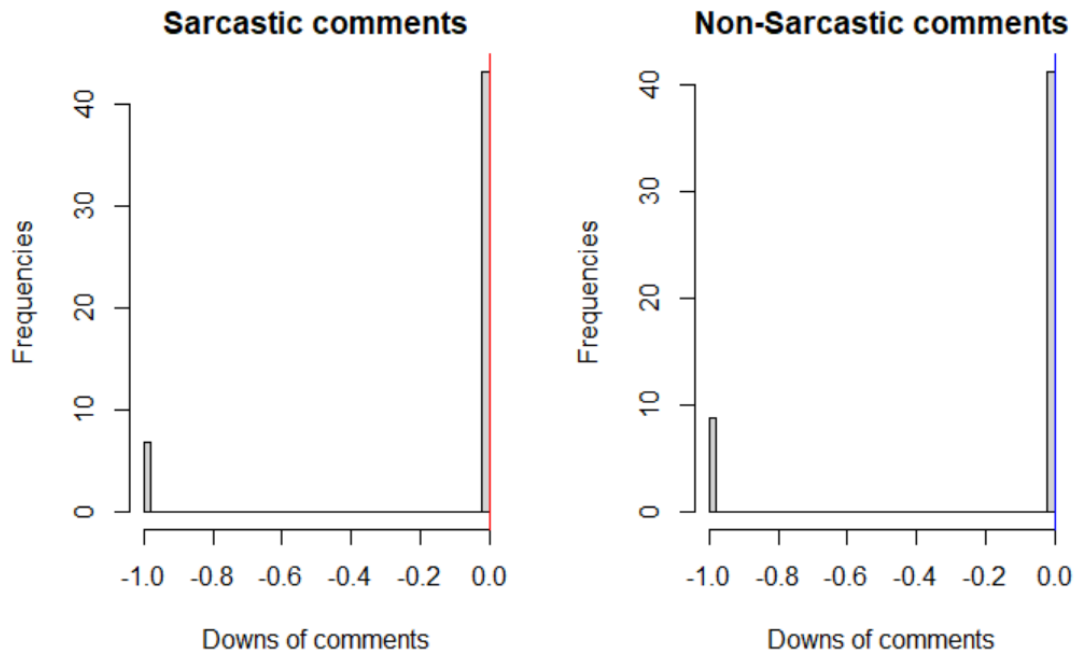 Sarcastic comments
Frequencies
40
30
20
10
0
-1.0 -0.8 -0.6 -0.4 -0.2 0.0
Downs of comments
Non-Sarcastic comments
Frequencies
40
30
20
10
0
-1.0 -0.8 -0.6 -0.4 -0.2 0.0
Downs of comments